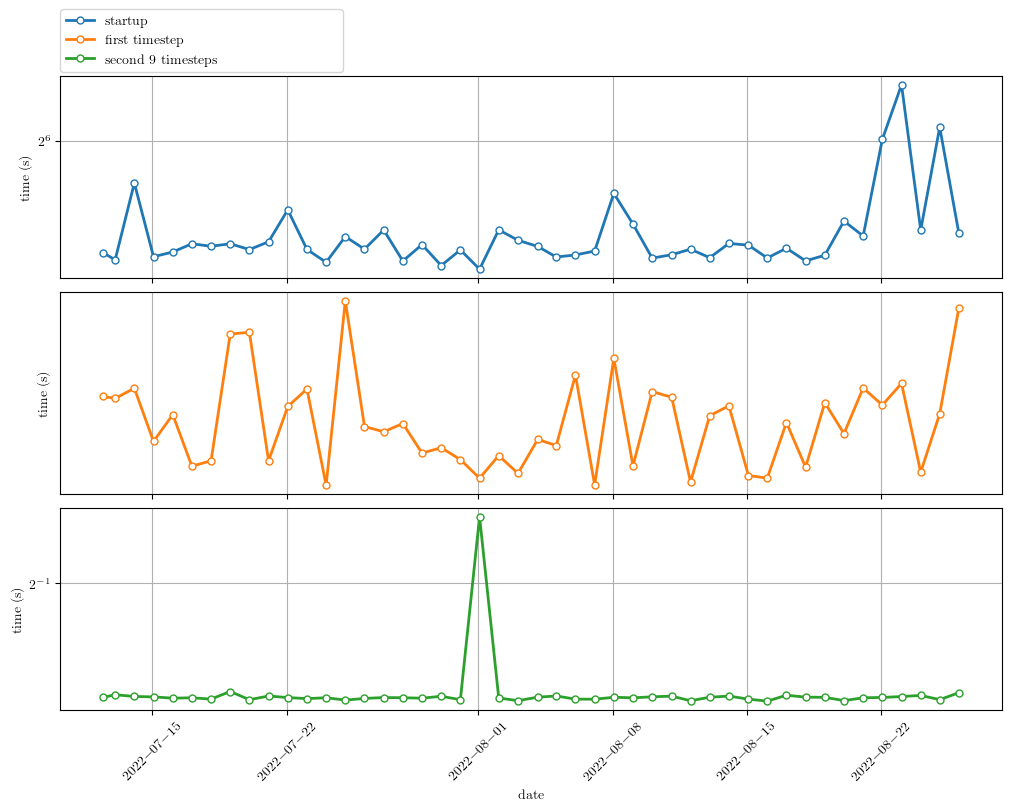 startup
first timestep
second 9 timesteps
2^6
time (s)
time (s)
2^{-1}
time (s)
2022−07−15
2022−07−22
2022−08−01
2022−08−08
2022−08−15
2022−08−22
date